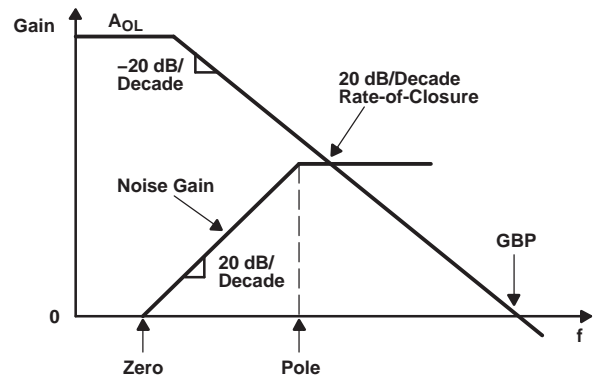 Gain
AOL
–20 dB/
Decade
20 dB/Decade
Rate-of-Closure
Noise Gain
GBP
20 dB/
Decade
0
f
Zero
Pole